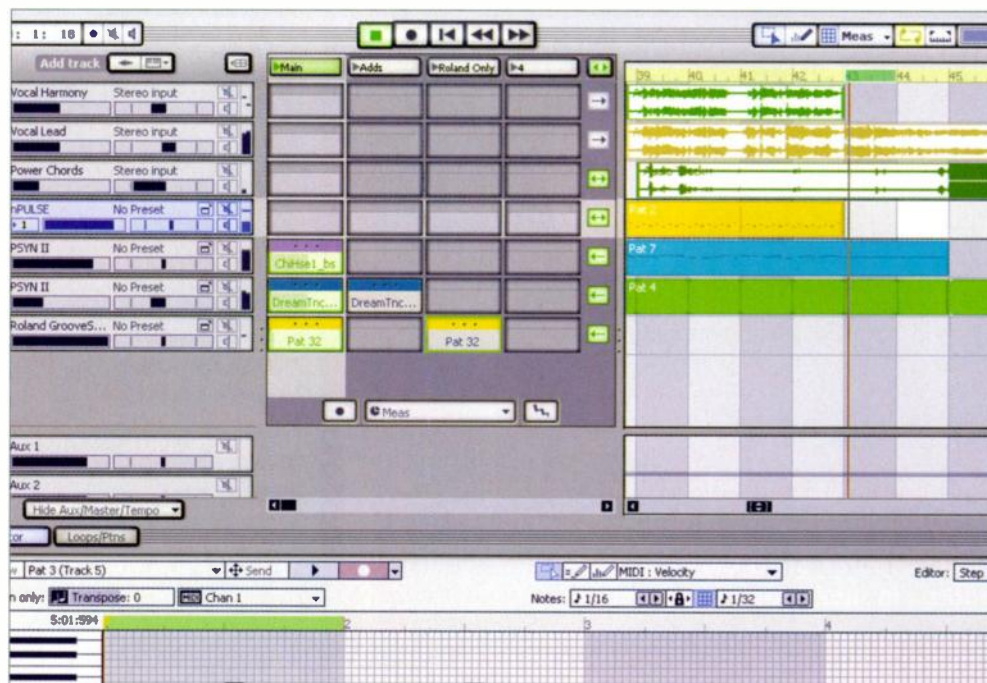 : 1: 18
Meas
Add track
Main
Adds
Roland Only
4
39 40 41 42 43 44 45
Vocal Harmony Stereo input
Vocal Lead Stereo input
Power Chords Stereo input
nPULSE No Preset
1
Pat 2
PSYN II No Preset
ChiHse1_bs
Pat 7
PSYN II No Preset
DreamTnc...
DreamTnc...
Pat 4
Roland GrooveS... No Preset
Pat 32
Pat 32
Meas
Aux 1
Aux 2
Hide Aux/Master/Tempo
or
Loops/Ptns
Pat 3 (Track 5)
Send
MIDI : Velocity
Editor: Step
n only:
Transpose: 0
Chan 1
Notes: 1/16
1/32
5:01:594
2 3 4